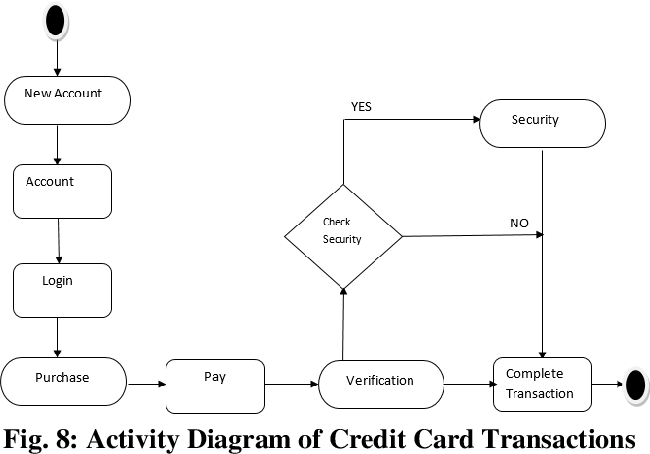 New Account
Account
Login
Purchase
Pay
Verification
Check
Security
YES
NO
Security
Complete
Transaction
Fig. 8: Activity Diagram of Credit Card Transactions